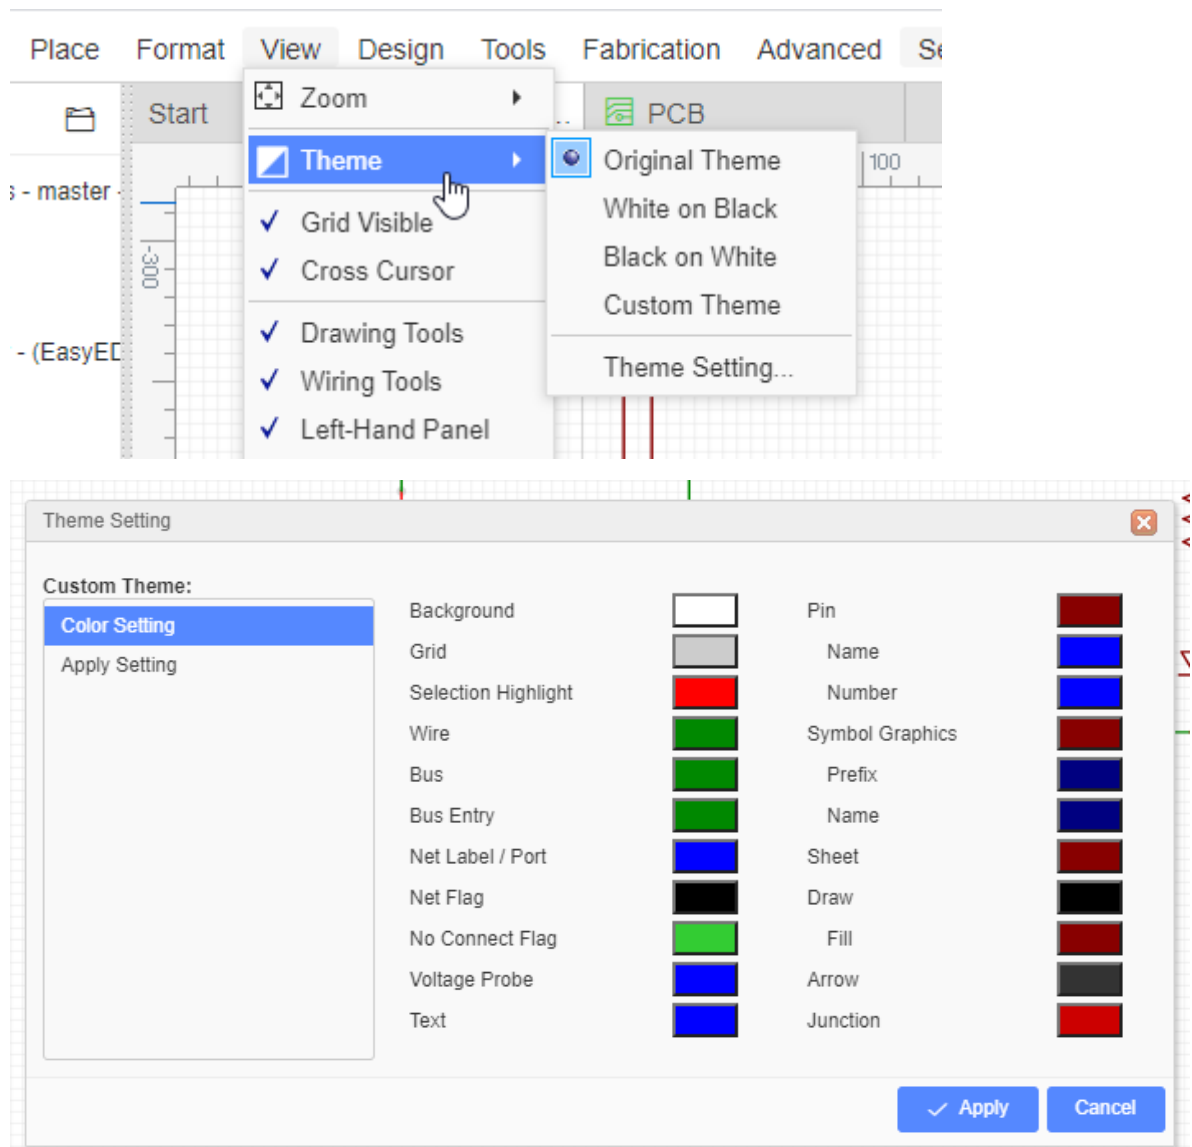 Place Format View Design Tools Fabrication Advanced Se
Start
PCB
Zoom
Theme
Grid Visible
Cross Cursor
Drawing Tools
Wiring Tools
Left-Hand Panel
Original Theme
White on Black
Black on White
Custom Theme
Theme Setting...
100
-300
s - master -
- (EasyED
Theme Setting
Custom Theme:
Color Setting
Apply Setting
Background
Grid
Selection Highlight
Wire
Bus
Bus Entry
Net Label / Port
Net Flag
No Connect Flag
Voltage Probe
Text
Pin
Name
Number
Symbol Graphics
Prefix
Name
Sheet
Draw
Fill
Arrow
Junction
Apply
Cancel